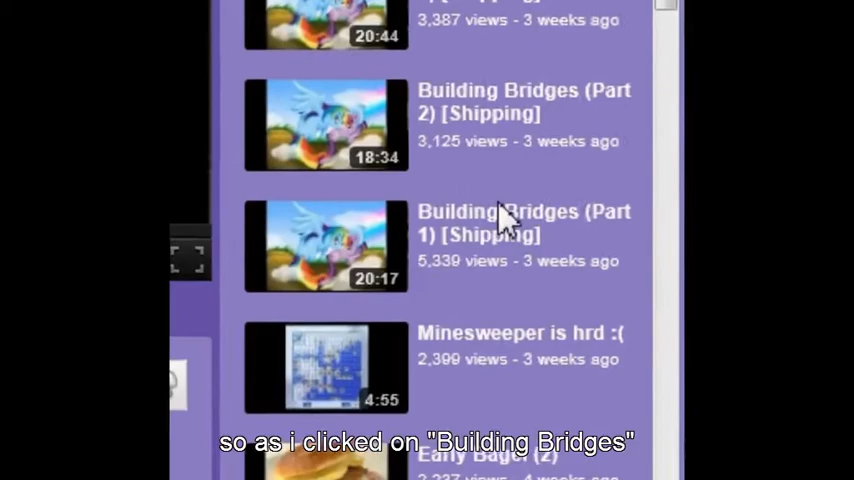 3,387 views - 3 weeks ago
20:44
Building Bridges (Part
2) [Shipping]
3,125 views - 3 weeks ago
18:34
Building Bridges (Part
1) [Shipping]
5,339 views - 3 weeks ago
20:17
Minesweeper is hrd :(
2,399 views - 3 weeks ago
4:55
so as i clicked on "Building Bridges"
Early Bagel (2)